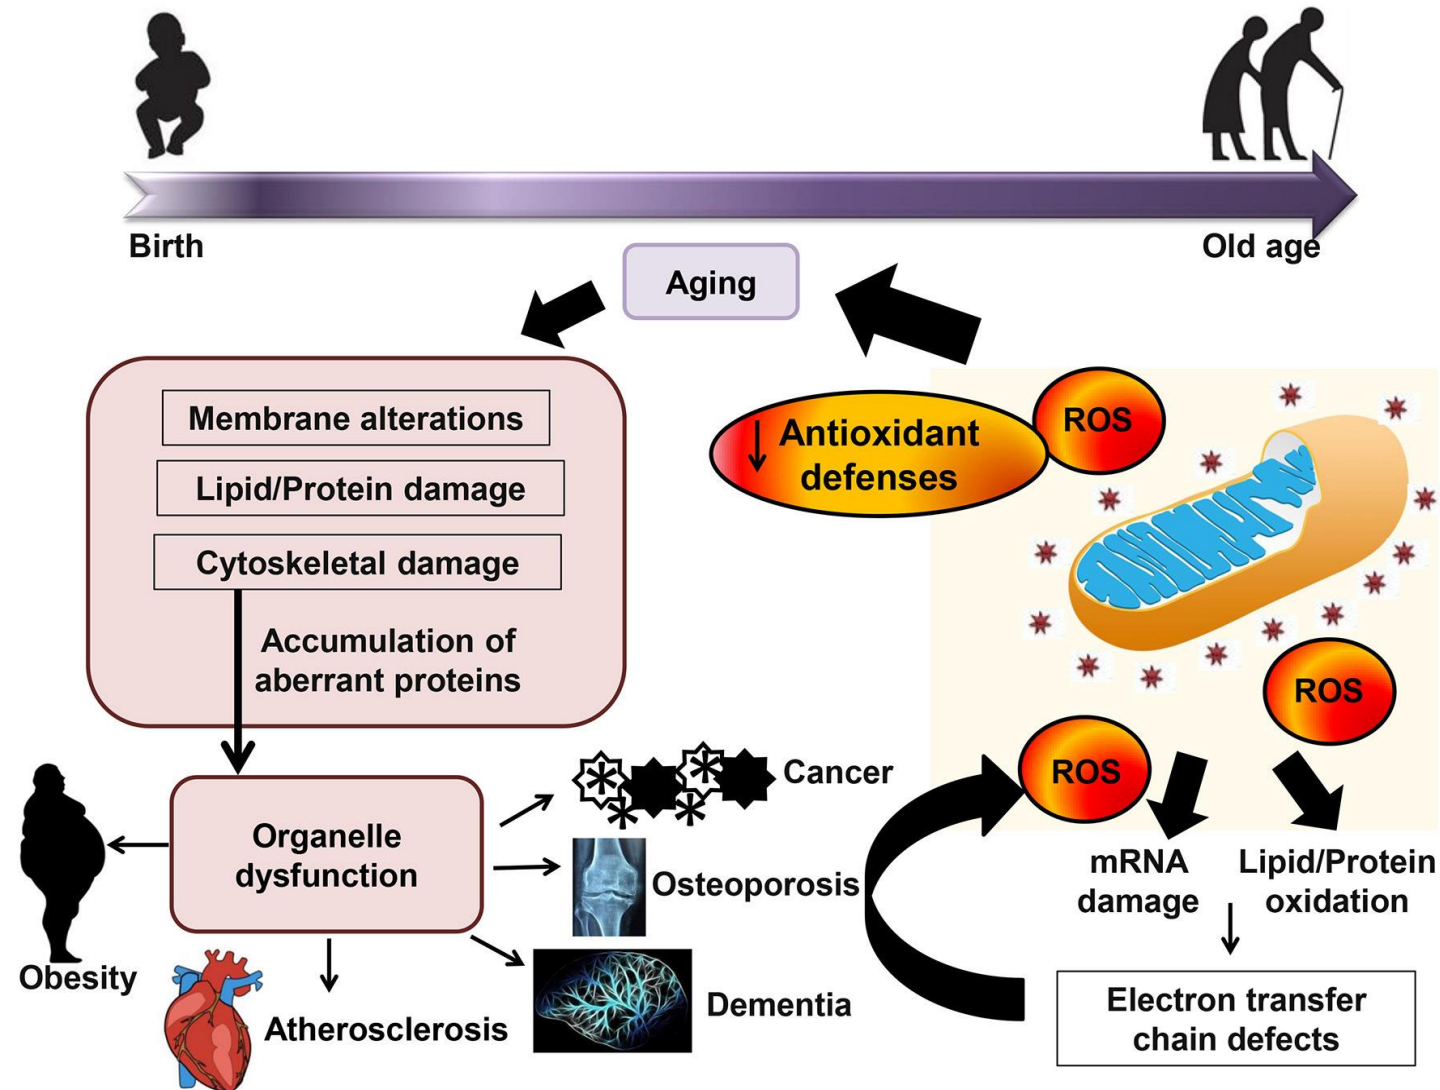 Birth
Old age
Aging
Membrane alterations
Lipid/Protein damage
Cytoskeletal damage
Accumulation of
aberrant proteins
Organelle
dysfunction
Obesity
Atherosclerosis
Cancer
Osteoporosis
Dementia
↓ Antioxidant
defenses
ROS
ROS
ROS
mRNA
damage
Lipid/Protein
oxidation
Electron transfer
chain defects